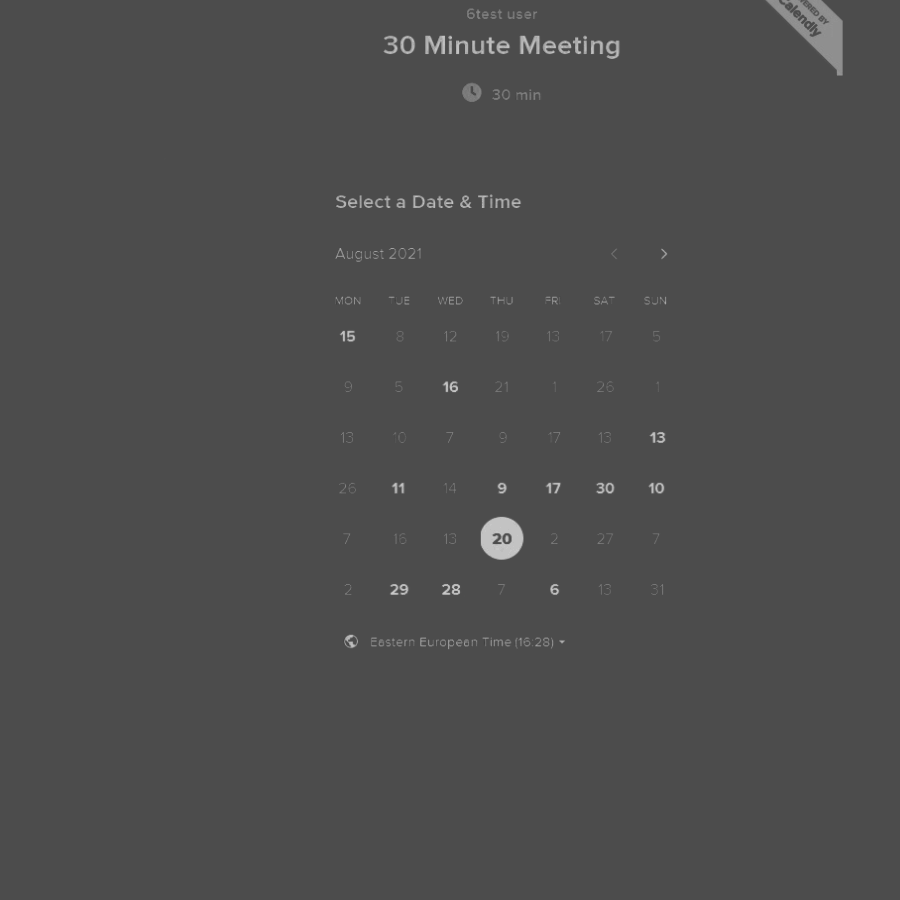 6test user
30 Minute Meeting
30 min
Calendly
Select a Date & Time
August 2021
MON TUE WED THU FRI SAT SUN
15 8 12 19 13 17 5
9 5 16 21 1 26 1
13 10 7 9 17 13 13
26 11 14 9 17 30 10
7 16 13 20 2 27 7
2 29 28 7 6 13 31
Eastern European Time (16:28)